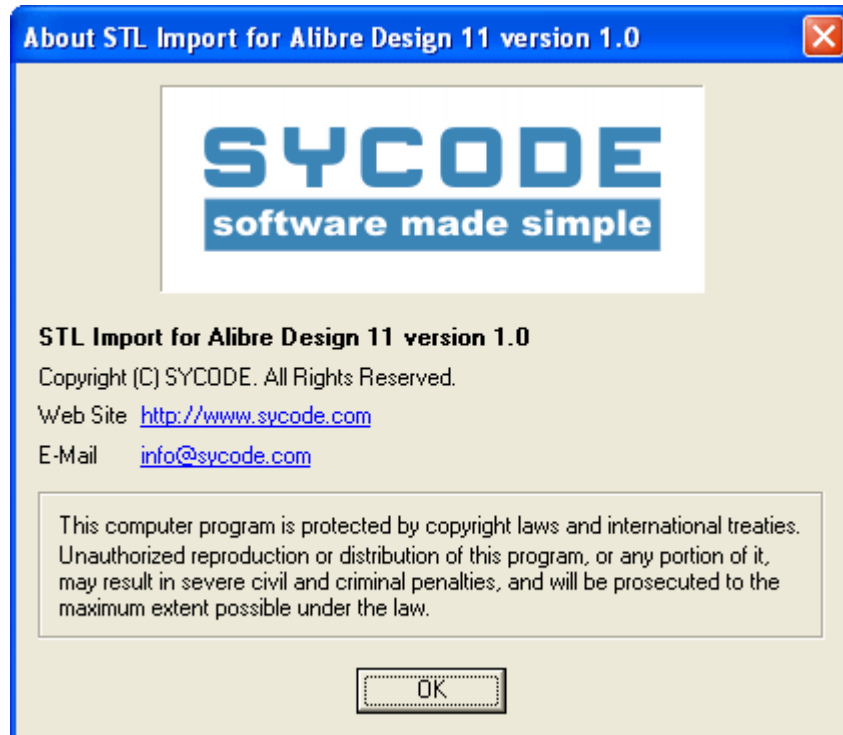 About STL Import for Alibre Design 11 version 1.0
SYCODE
software made simple
STL Import for Alibre Design 11 version 1.0
Copyright (C) SYCODE. All Rights Reserved.
Web Site http://www.sycode.com
E-Mail info@sycode.com
This computer program is protected by copyright laws and international treaties.
Unauthorized reproduction or distribution of this program, or any portion of it,
may result in severe civil and criminal penalties, and will be prosecuted to the
maximum extent possible under the law.
OK